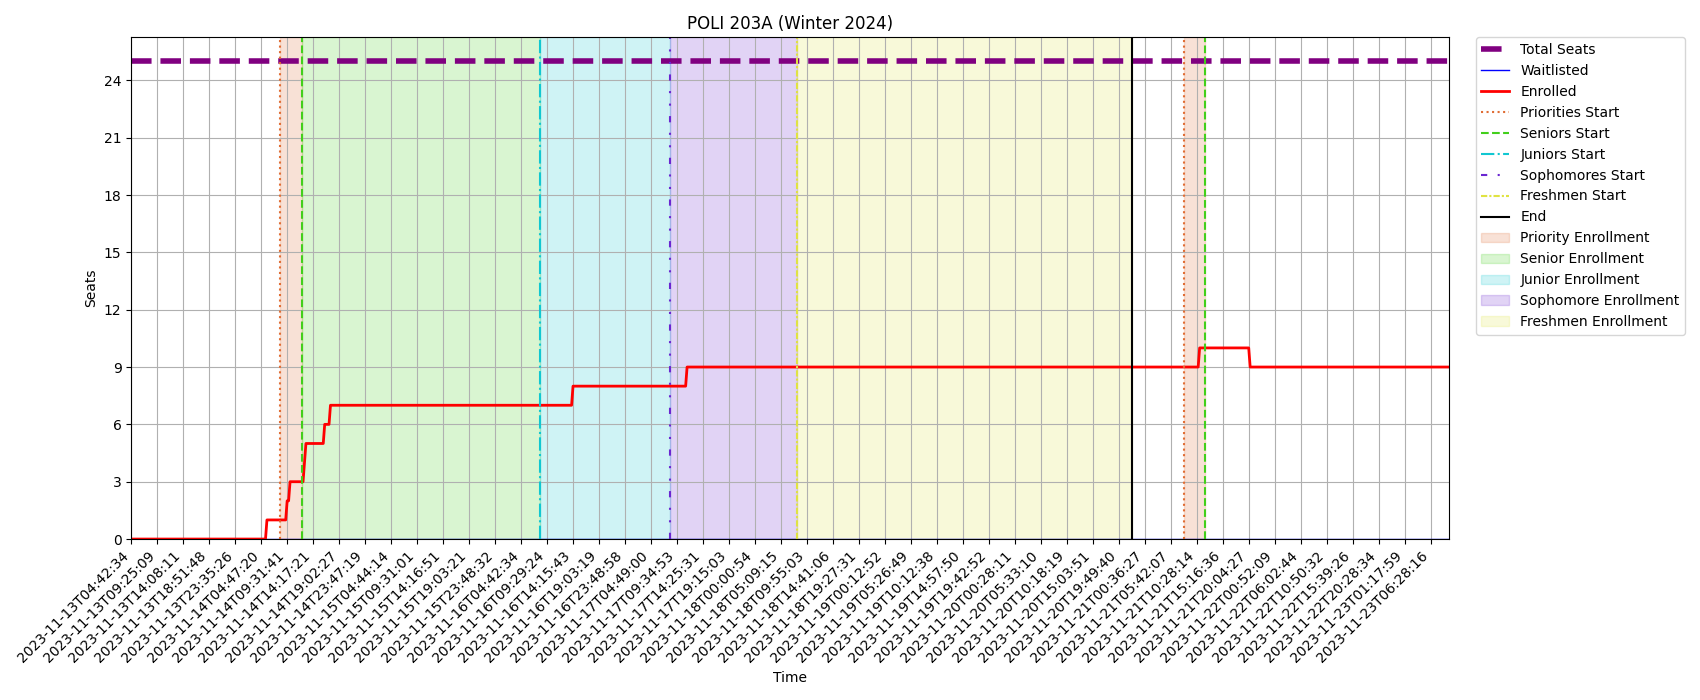 POLI 203A (Winter 2024)
Seats
24
21
18
15
12
9
6
3
0
2023-11-13T04:42:34
2023-11-13T09:25:09
2023-11-13T14:08:11
2023-11-13T18:51:48
2023-11-13T23:35:26
2023-11-14T04:47:20
2023-11-14T09:31:41
2023-11-14T14:17:21
2023-11-14T19:02:27
2023-11-14T23:47:19
2023-11-15T04:44:14
2023-11-15T09:31:01
2023-11-15T14:16:51
2023-11-15T19:03:21
2023-11-15T23:48:32
2023-11-16T04:42:34
2023-11-16T09:29:24
2023-11-16T14:15:43
2023-11-16T19:03:19
2023-11-16T23:48:58
2023-11-17T04:49:00
2023-11-17T09:34:53
2023-11-17T14:25:31
2023-11-17T19:15:03
2023-11-18T00:00:54
2023-11-18T05:09:15
2023-11-18T09:55:03
2023-11-18T14:41:06
2023-11-18T19:27:31
2023-11-19T00:12:52
2023-11-19T05:26:49
2023-11-19T10:12:38
2023-11-19T14:57:50
2023-11-19T19:42:52
2023-11-20T00:28:11
2023-11-20T05:33:10
2023-11-20T10:18:19
2023-11-20T15:03:51
2023-11-20T19:49:40
2023-11-21T00:36:27
2023-11-21T05:42:07
2023-11-21T10:28:14
2023-11-21T15:16:36
2023-11-21T20:04:27
2023-11-22T00:52:09
2023-11-22T06:02:44
2023-11-22T10:50:32
2023-11-22T15:39:26
2023-11-22T20:28:34
2023-11-23T01:17:59
2023-11-23T06:28:16
Time
Total Seats
Waitlisted
Enrolled
Priorities Start
Seniors Start
Juniors Start
Sophomores Start
Freshmen Start
End
Priority Enrollment
Senior Enrollment
Junior Enrollment
Sophomore Enrollment
Freshmen Enrollment